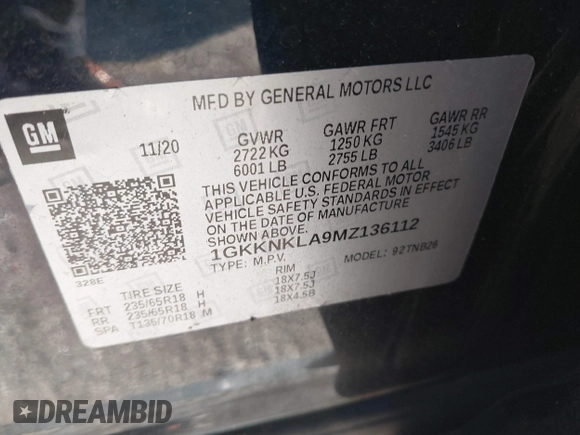 MFD BY GENERAL MOTORS LLC
GM
11/20
GVWR GAWR FRT GAWR RR
2722 KG 1250 KG 1545 KG
6001 LB 2755 LB 3406 LB
THIS VEHICLE CONFORMS TO ALL
APPLICABLE U.S. FEDERAL MOTOR
VEHICLE SAFETY STANDARDS IN EFFECT
ON THE DATE OF MANUFACTURE
SHOWN ABOVE.
1GKKNKLA9MZ136112
TYPE: M.P.V. MODEL: 92TNB26
328E
TIRE SIZE RIM
FRT 235/65R18 H 18X7.5J
RR 235/65R18 H 18X7.5J
SPA T135/70R18 M 18X4.5B
DREAMBID